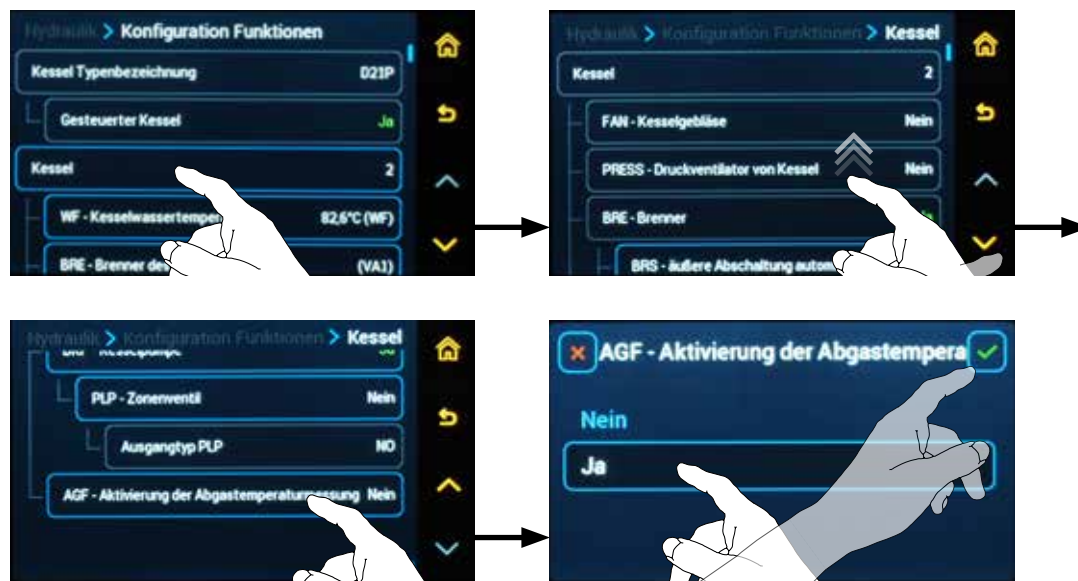 Hydraulik > Konfiguration Funktionen
Kessel Typenbezeichnung D21P
Gesteuerter Kessel Ja
Kessel 2
WF - Kesselwassertemper 82,6°C (WF)
BRE - Brenner des (VA1)
Hydraulik > Konfiguration Funktionen > Kessel
Kessel 2
FAN - Kesselgebläse Nein
PRESS - Druckventilator von Kessel Nein
BRE - Brenner
BRS - äußere Abschaltung autom
Hydraulik > Konfiguration Funktionen > Kessel
PLP - Zonenventil Nein
Ausgangtyp PLP NO
AGF - Aktivierung der Abgastemperaturmessung Nein
AGF - Aktivierung der Abgastempera
Nein
Ja